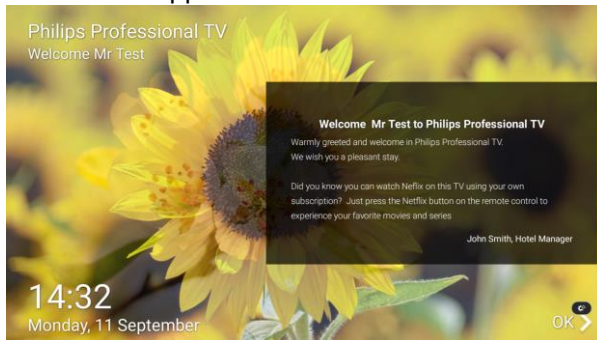 Philips Professional TV
Welcome Mr Test
Welcome Mr Test to Philips Professional TV
Warmly greeted and welcome in Philips Professional TV.
We wish you a pleasant stay.
Did you know you can watch Neflix on this TV using your own
subscription? Just press the Netflix button on the remote control to
experience your favorite movies and series
John Smith, Hotel Manager
14:32
Monday, 11 September
OK